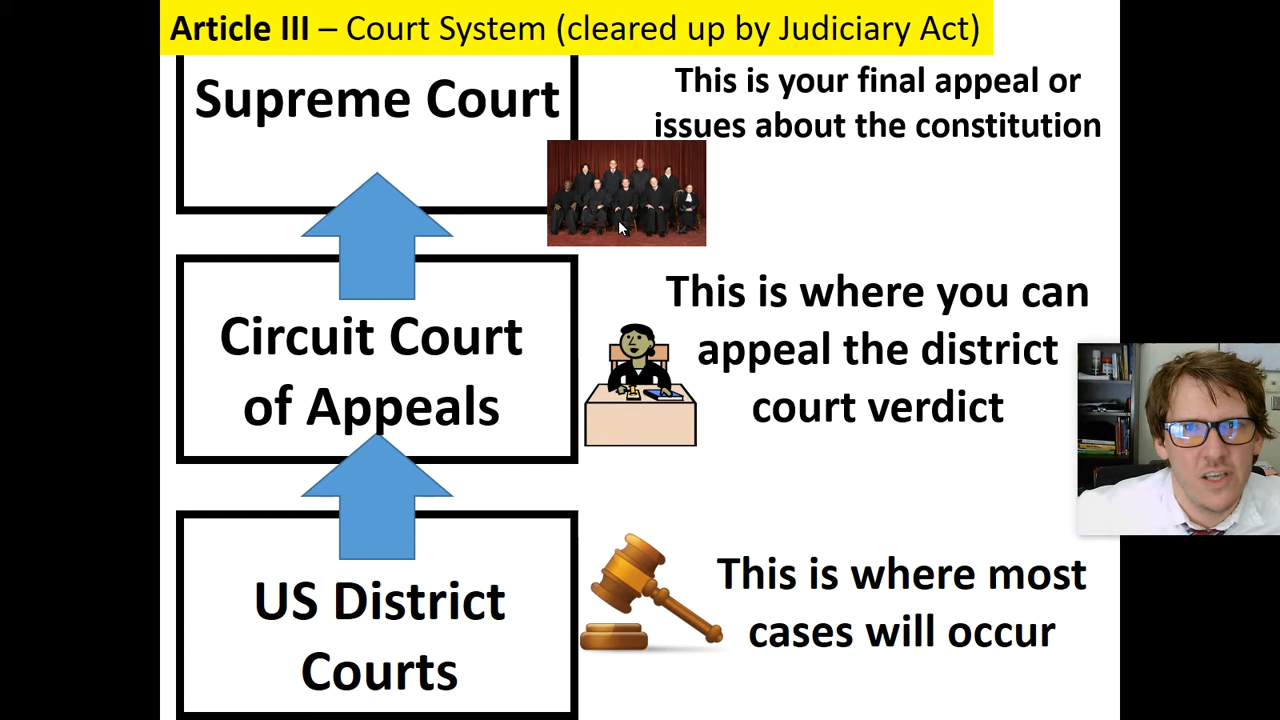 Article III – Court System (cleared up by Judiciary Act)
Supreme Court
This is your final appeal or
issues about the constitution
Circuit Court
of Appeals
This is where you can
appeal the district
court verdict
US District
Courts
This is where most
cases will occur